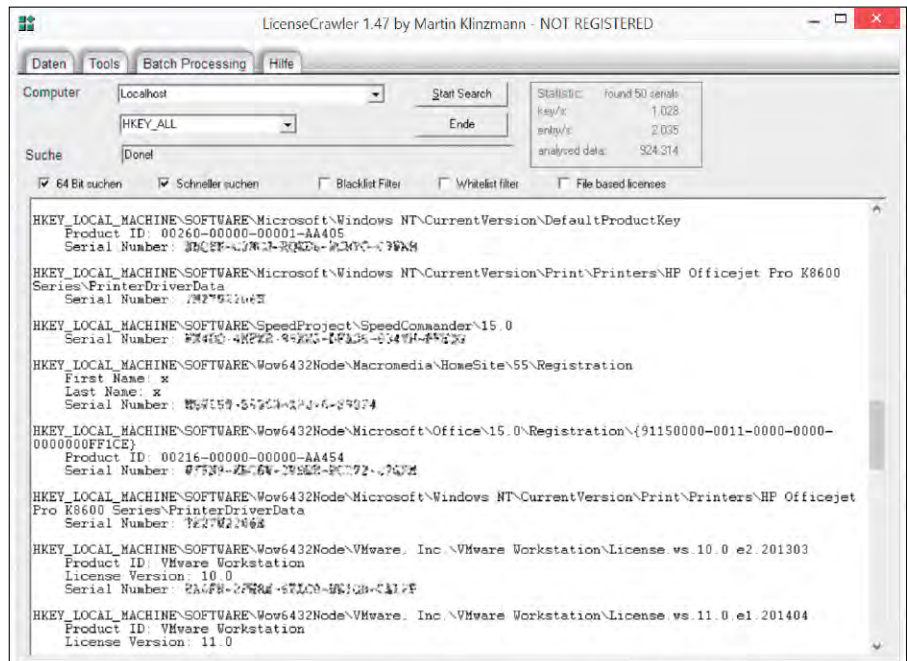 LicenseCrawler 1.47 by Martin Klinzmann - NOT REGISTERED
Daten Tools Batch Processing Hilfe
Computer Localhost Start Search
HKEY_ALL Ende
Suche Done!
Statistic: found 50 serials
key/s: 1.028
entry/s: 2.035
analysed data: 924.314
64 Bit suchen Schneller suchen Blacklist Filter Whitelist filter File based licenses
HKEY_LOCAL_MACHINE\SOFTWARE\Microsoft\Windows NT\CurrentVersion\DefaultProductKey
Product ID: 00260-00000-00001-AA405
Serial Number:
HKEY_LOCAL_MACHINE\SOFTWARE\Microsoft\Windows NT\CurrentVersion\Print\Printers\HP Officejet Pro K8600
Series\PrinterDriverData
Serial Number:
HKEY_LOCAL_MACHINE\SOFTWARE\SpeedProject\SpeedCommander\15.0
Serial Number:
HKEY_LOCAL_MACHINE\SOFTWARE\Wow6432Node\Macromedia\HomeSite\55\Registration
First Name: x
Last Name: x
Serial Number:
HKEY_LOCAL_MACHINE\SOFTWARE\Wow6432Node\Microsoft\Office\15.0\Registration\{91150000-0011-0000-0000-
0000000FF1CE}
Product ID: 00216-00000-00000-AA454
Serial Number:
HKEY_LOCAL_MACHINE\SOFTWARE\Wow6432Node\Microsoft\Windows NT\CurrentVersion\Print\Printers\HP Officejet
Pro K8600 Series\PrinterDriverData
Serial Number:
HKEY_LOCAL_MACHINE\SOFTWARE\Wow6432Node\VMware, Inc.\VMware Workstation\License.ws.10.0 e2.201303
Product ID: VMware Workstation
License Version: 10.0
Serial Number:
HKEY_LOCAL_MACHINE\SOFTWARE\Wow6432Node\VMware, Inc.\VMware Workstation\License.ws.11.0.e1.201404
Product ID: VMware Workstation
License Version: 11.0